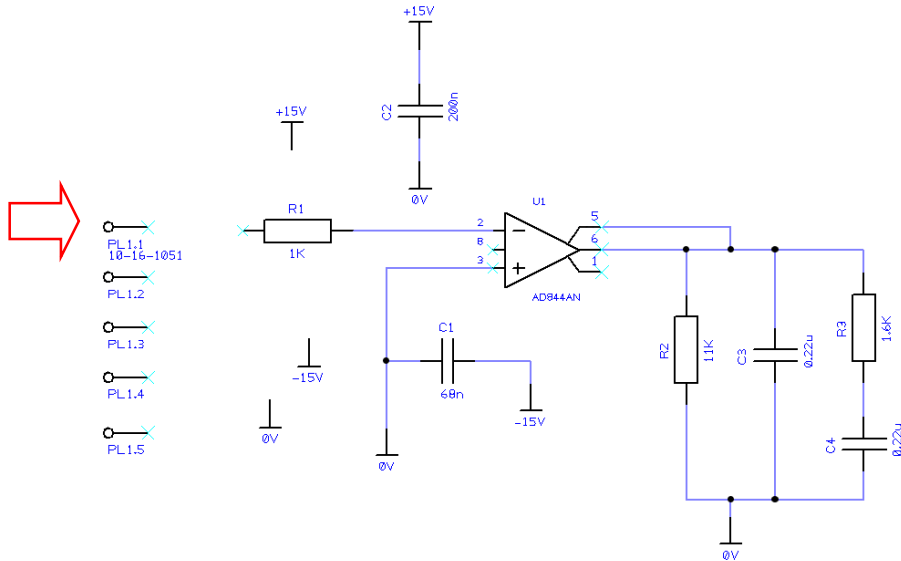 +15V
C2
200n
+15V
0V
R1
1K
PL1.1
10-16-1051
PL1.2
PL1.3
PL1.4
PL1.5
-15V
0V
U1
2
8
3
5
6
1
AD844AN
C1
68n
-15V
0V
R2
11K
C3
0.22u
R3
1.6K
C4
0.22u
0V